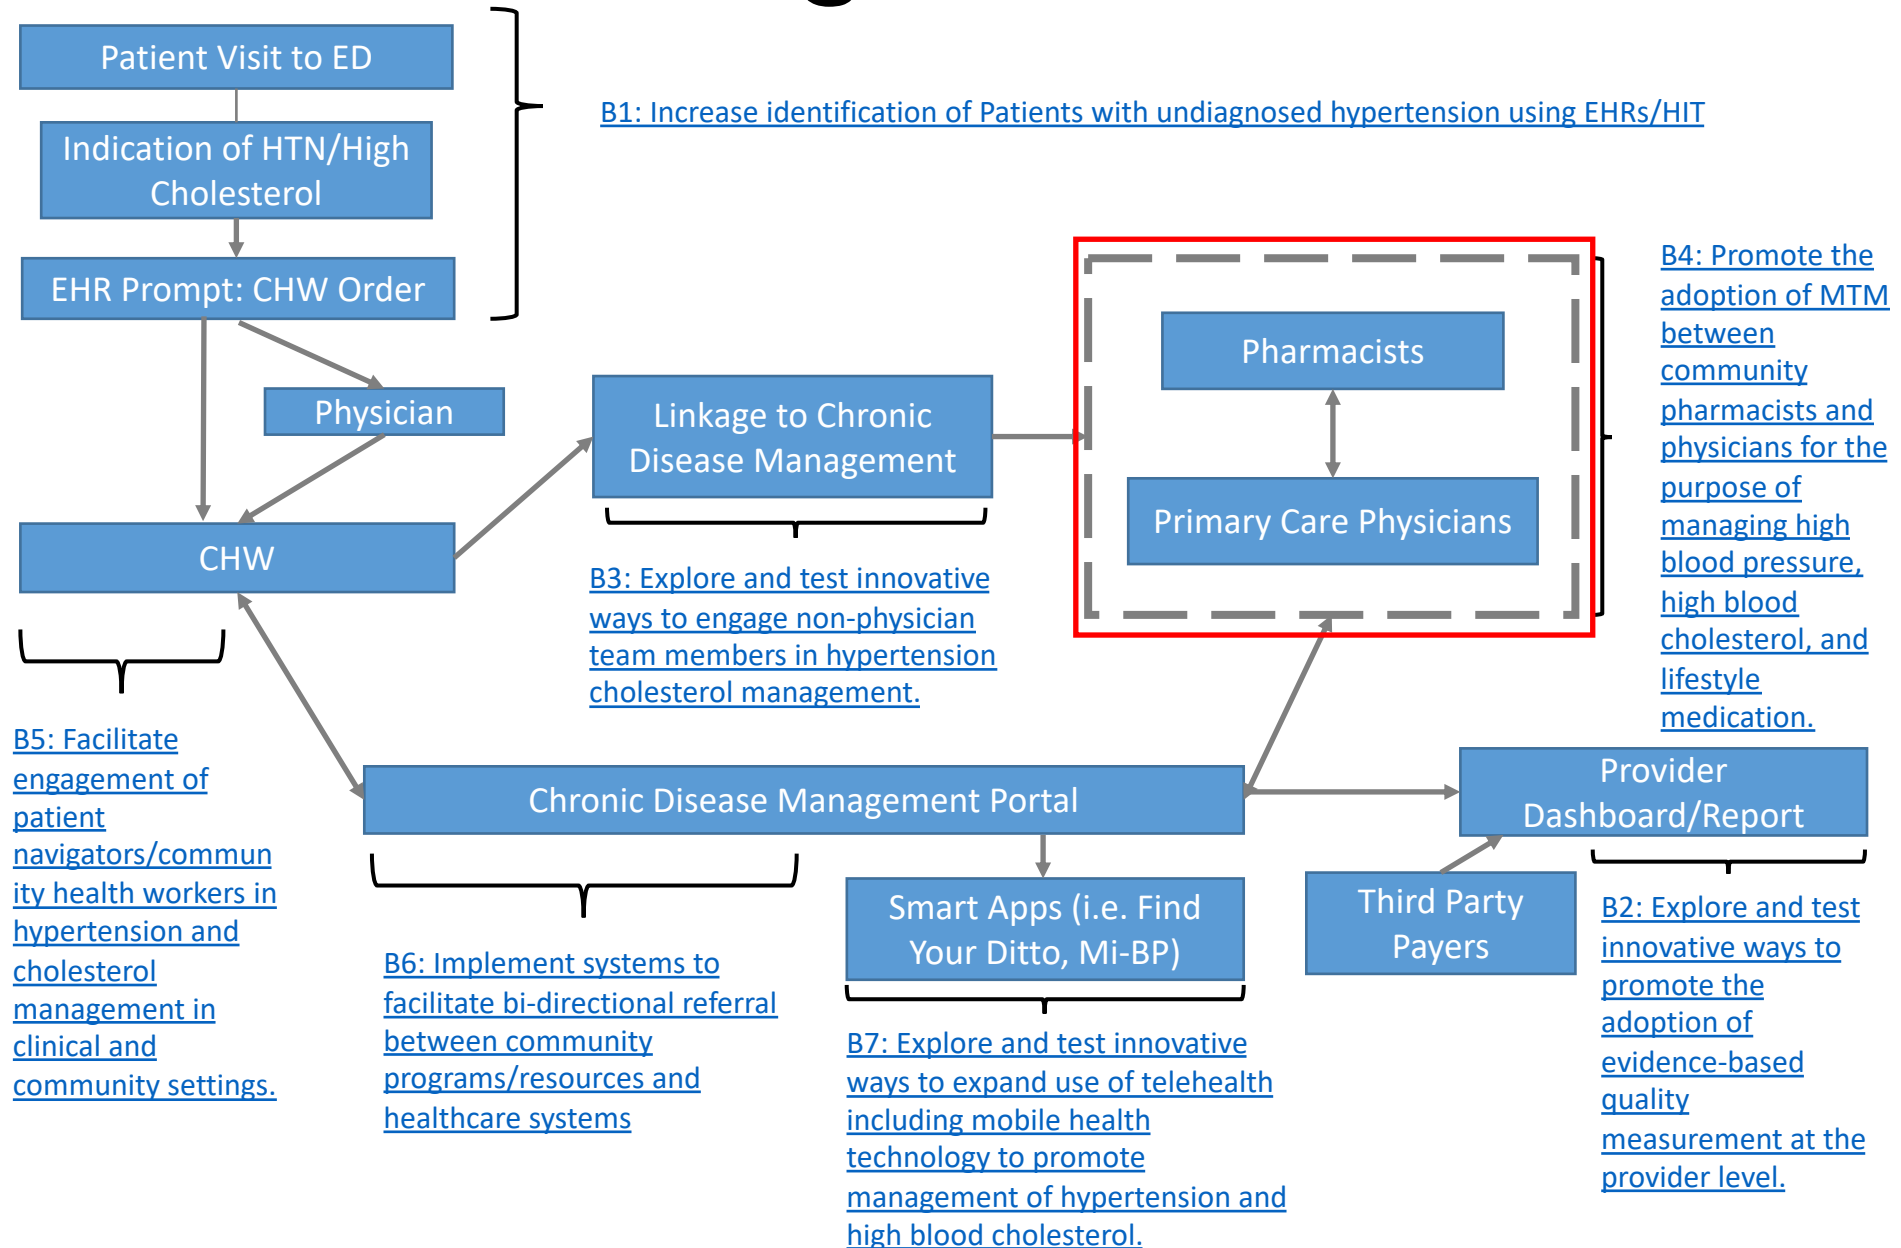 Patient Visit to ED
Indication of HTN/High
Cholesterol
EHR Prompt: CHW Order
B1: Increase identification of Patients with undiagnosed hypertension using EHRs/HIT
Physician
CHW
Linkage to Chronic
Disease Management
Pharmacists
Primary Care Physicians
B4: Promote the
adoption of MTM
between
community
pharmacists and
physicians for the
purpose of
managing high
blood pressure,
high blood
cholesterol, and
lifestyle
medication.
B3: Explore and test innovative
ways to engage non-physician
team members in hypertension
cholesterol management.
B5: Facilitate
engagement of
patient
navigators/commun
ity health workers in
hypertension and
cholesterol
management in
clinical and
community settings.
Chronic Disease Management Portal
Provider
Dashboard/Report
B6: Implement systems to
facilitate bi-directional referral
between community
programs/resources and
healthcare systems
Smart Apps (i.e. Find
Your Ditto, Mi-BP)
Third Party
Payers
B7: Explore and test innovative
ways to expand use of telehealth
including mobile health
technology to promote
management of hypertension and
high blood cholesterol.
B2: Explore and test
innovative ways to
promote the
adoption of
evidence-based
quality
measurement at the
provider level.